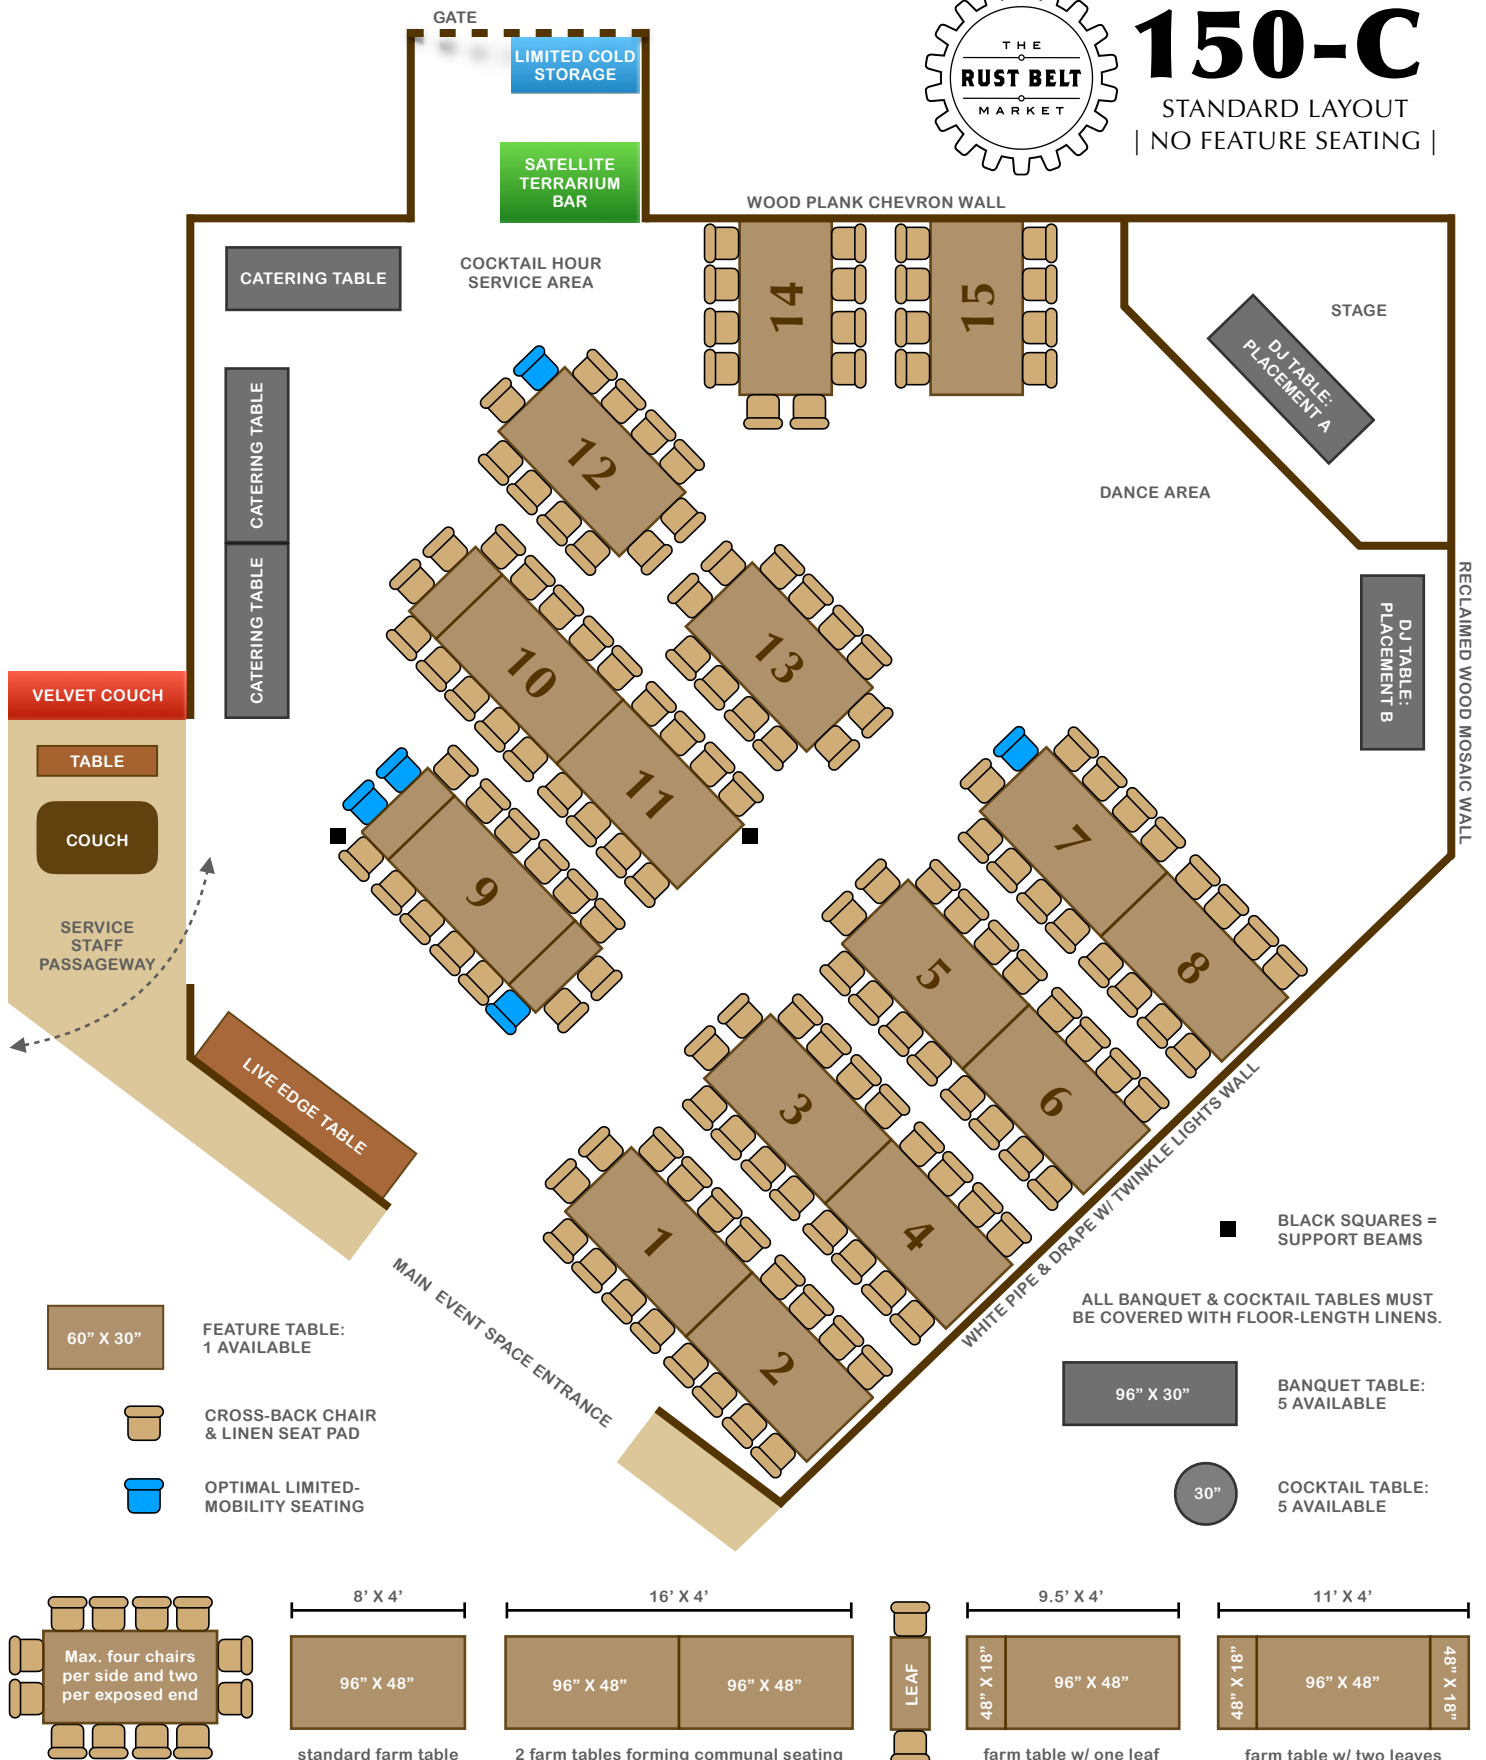 GATE
LIMITED COLD
STORAGE
SATELLITE
TERRARIUM
BAR
THE
RUST BELT
MARKET
150-C
STANDARD LAYOUT
| NO FEATURE SEATING |
WOOD PLANK CHEVRON WALL
CATERING TABLE
COCKTAIL HOUR
SERVICE AREA
14
15
STAGE
DJ TABLE:
PLACEMENT A
CATERING TABLE
CATERING TABLE
12
DANCE AREA
10
11
13
DJ TABLE:
PLACEMENT B
RECLAIMED WOOD MOSAIC WALL
VELVET COUCH
TABLE
COUCH
SERVICE
STAFF
PASSAGEWAY
9
7
8
5
6
3
4
1
2
LIVE EDGE TABLE
MAIN EVENT SPACE ENTRANCE
WHITE PIPE & DRAPE W/ TWINKLE LIGHTS WALL
BLACK SQUARES =
SUPPORT BEAMS
ALL BANQUET & COCKTAIL TABLES MUST
BE COVERED WITH FLOOR-LENGTH LINENS.
60” X 30”
FEATURE TABLE:
1 AVAILABLE
CROSS-BACK CHAIR
& LINEN SEAT PAD
OPTIMAL LIMITED-
MOBILITY SEATING
96” X 30”
BANQUET TABLE:
5 AVAILABLE
30”
COCKTAIL TABLE:
5 AVAILABLE
Max. four chairs
per side and two
per exposed end
8’ X 4’
96” X 48”
standard farm table
16’ X 4’
96” X 48”
96” X 48”
2 farm tables forming communal seating
LEAF
9.5’ X 4’
48” X 18”
96” X 48”
farm table w/ one leaf
11’ X 4’
48” X 18”
96” X 48”
48” X 18”
farm table w/ two leaves